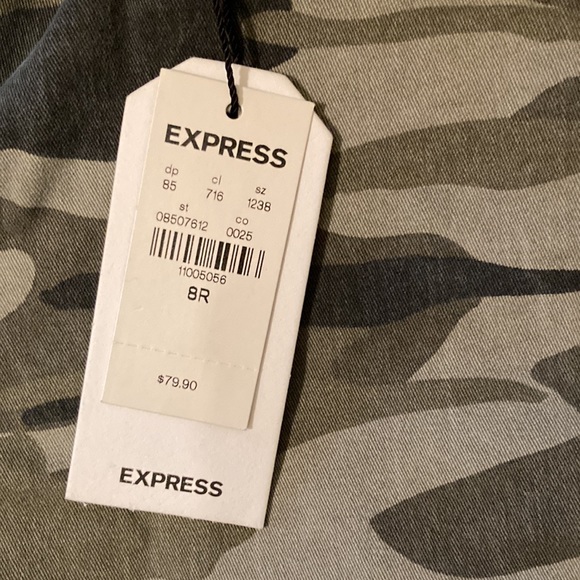 EXPRESS
dp cl sz
85 716 1238
st co
08507612 0025
11005056
8R
$79.90
EXPRESS